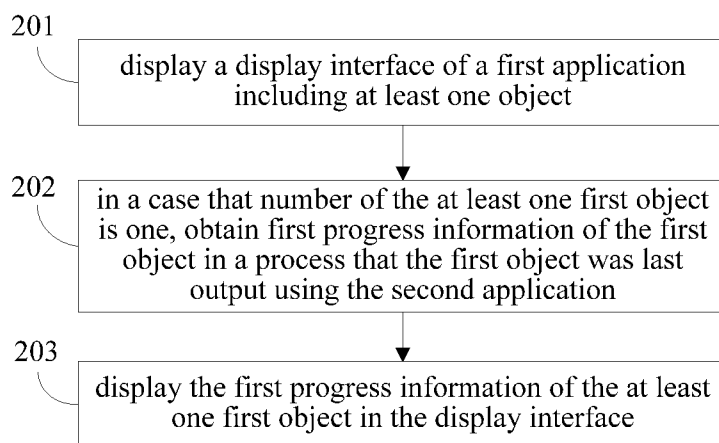 201
display a display interface of a first application
including at least one object
202
in a case that number of the at least one first object
is one, obtain first progress information of the first
object in a process that the first object was last
output using the second application
203
display the first progress information of the at least
one first object in the display interface